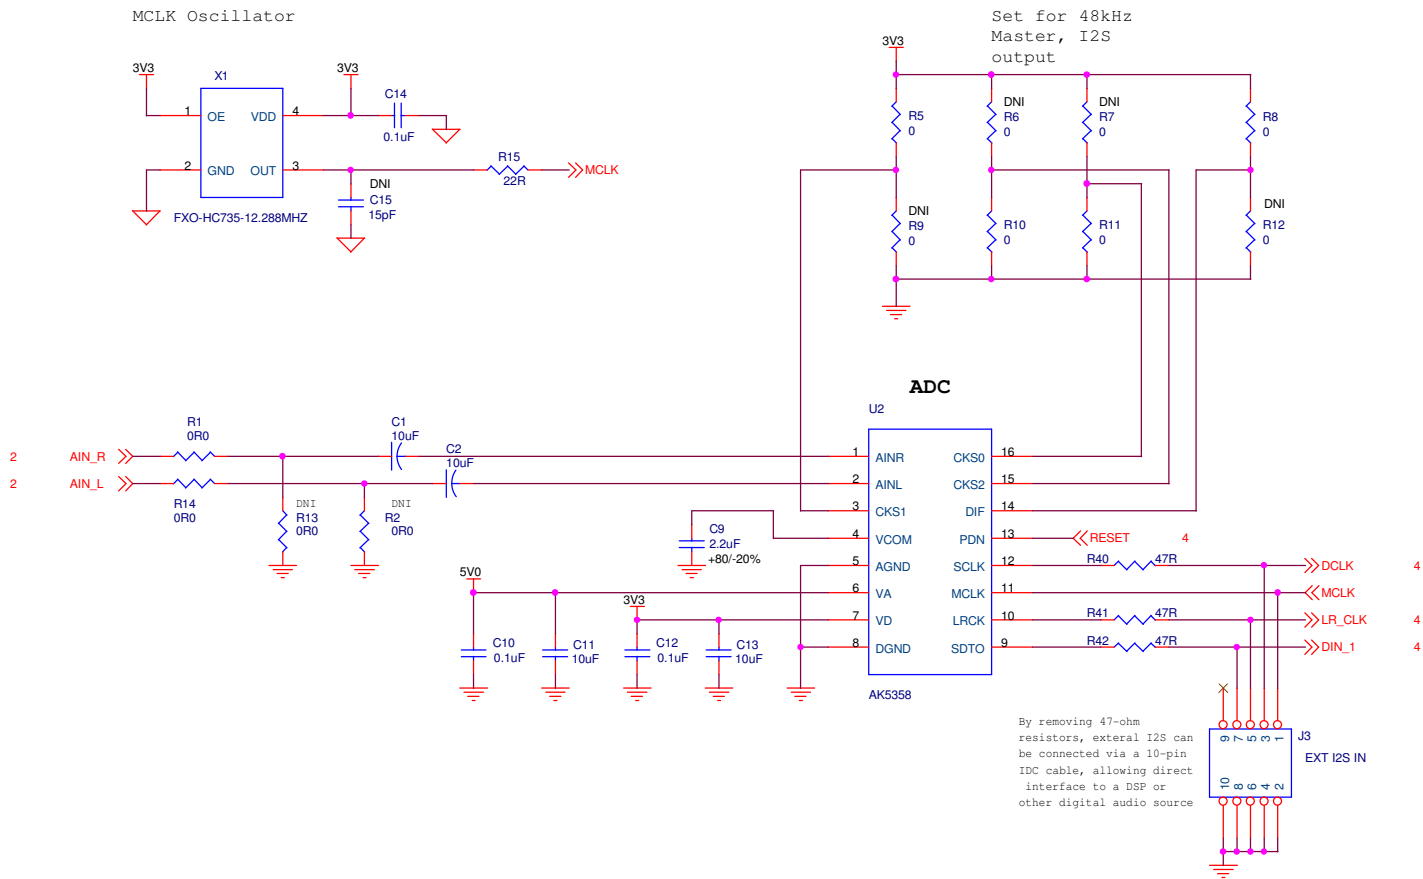 MCLK Oscillator
Set for 48kHz
Master, I2S
output
3V3
3V3
3V3
X1
1
OE
VDD
4
C14
0.1uF
2
GND
OUT
3
R15
22R
MCLK
DNI
C15
15pF
FXO-HC735-12.288MHZ
R5
0
DNI
R6
0
DNI
R7
0
R8
0
DNI
R9
0
R10
0
R11
0
DNI
R12
0
ADC
U2
2
AIN_R
R1
0R0
C1
10uF
2
AIN_L
R14
0R0
C2
10uF
DNI
R13
0R0
DNI
R2
0R0
C9
2.2uF
+80/-20%
1
AINR
2
AINL
3
CKS1
4
VCOM
5
AGND
6
VA
7
VD
8
DGND
CKS0
16
CKS2
15
DIF
14
PDN
13
SCLK
12
MCLK
11
LRCK
10
SDTO
9
AK5358
RESET
4
R40
47R
DCLK
4
MCLK
R41
47R
LR_CLK
4
R42
47R
DIN_1
4
5V0
3V3
C10
0.1uF
C11
10uF
C12
0.1uF
C13
10uF
By removing 47-ohm
resistors, exteral I2S can
be connected via a 10-pin
IDC cable, allowing direct
interface to a DSP or
other digital audio source
J3
EXT I2S IN
9
7
5
3
1
10
8
6
4
2